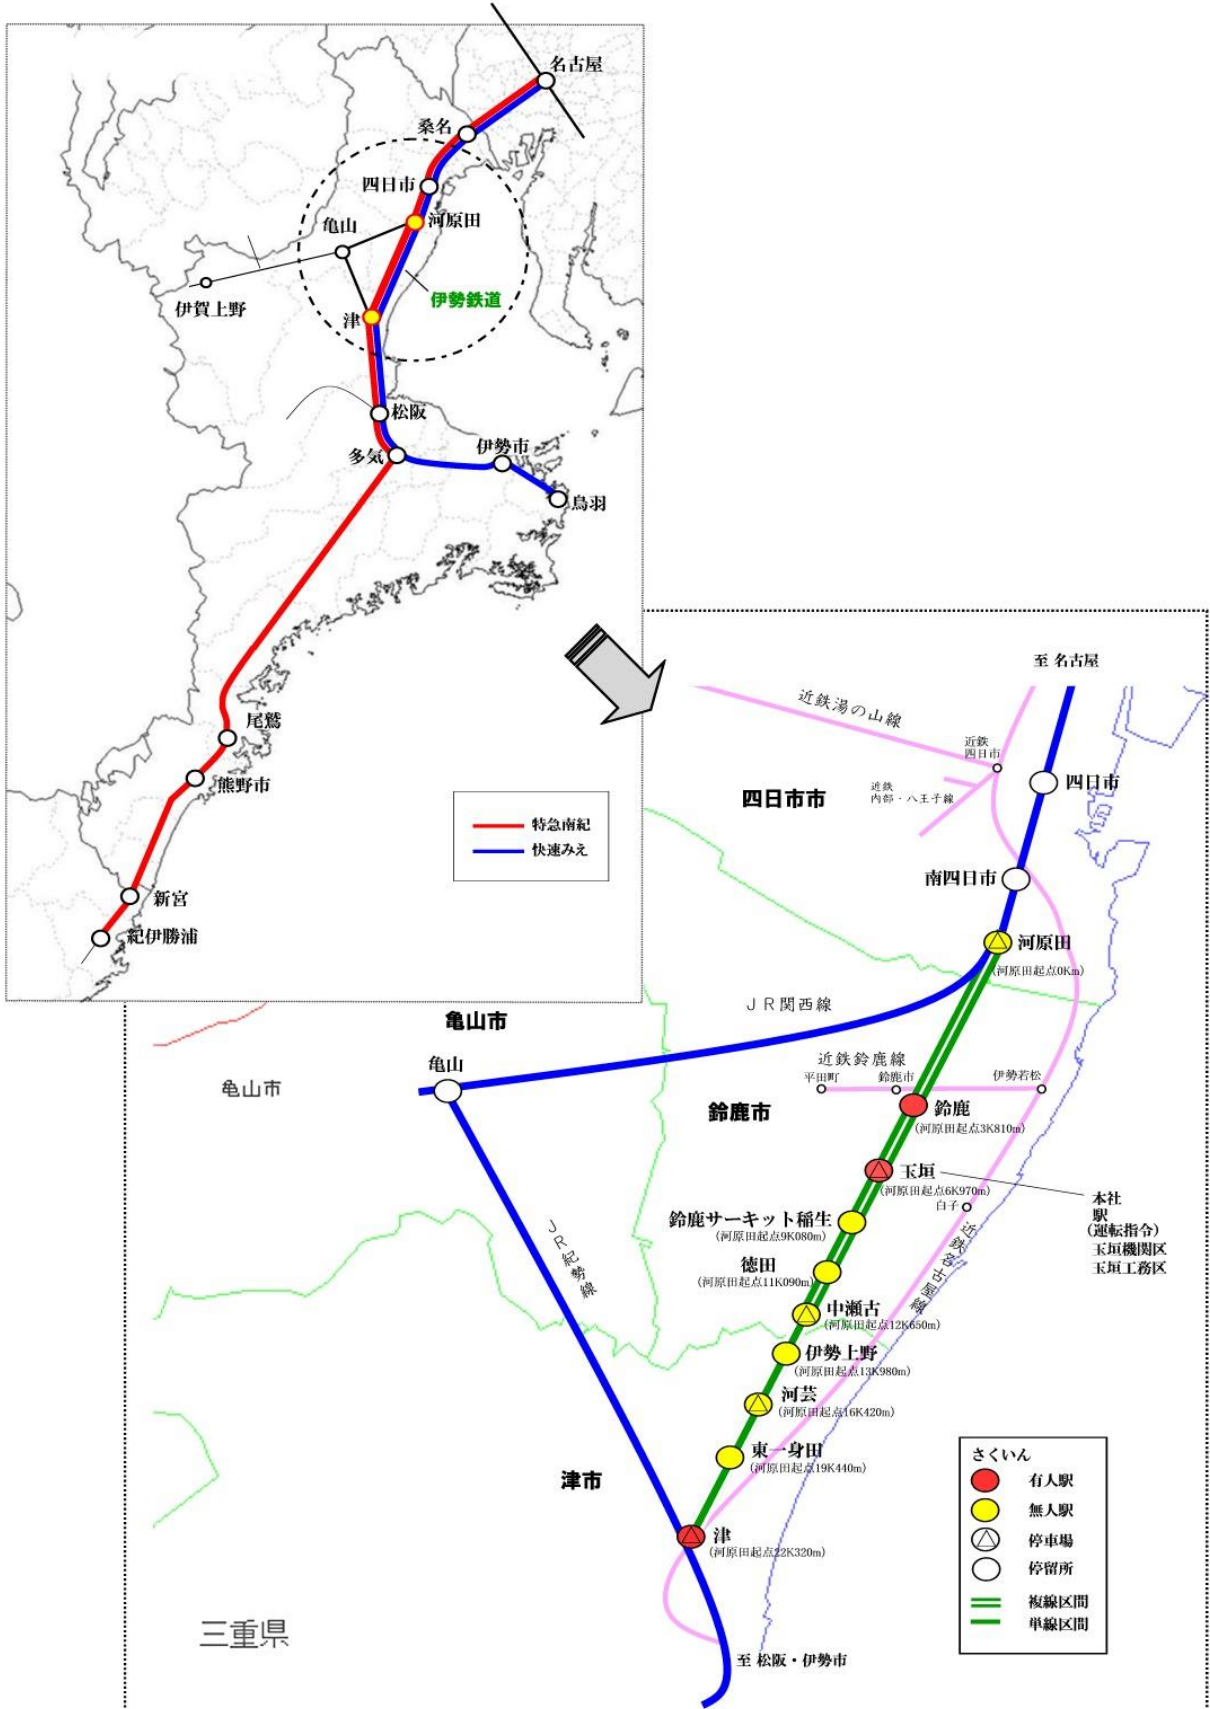 名古屋
桑名
四日市
河原田
亀山
伊勢鉄道
伊賀上野
津
松阪
多気
伊勢市
鳥羽
尾鷲
熊野市
新宮
紀伊勝浦
特急南紀
快速みえ
至 名古屋
近鉄湯の山線
近鉄
四日市
四日市
近鉄
内部・八王子線
四日市市
南四日市
河原田
(河原田起点0Km)
JR関西線
亀山市
亀山
亀山市
近鉄鈴鹿線
平田町
鈴鹿市
伊勢若松
鈴鹿市
鈴鹿
(河原田起点3K810m)
玉垣
(河原田起点6K970m)
白子
本社
駅
(運転指令)
玉垣機関区
玉垣工務区
鈴鹿サーキット稲生
(河原田起点9K080m)
JR紀勢線
近鉄名古屋線
徳田
(河原田起点11K090m)
中瀬古
(河原田起点12K650m)
伊勢上野
(河原田起点13K980m)
河芸
(河原田起点16K420m)
東一身田
(河原田起点19K440m)
津市
津
(河原田起点22K320m)
三重県
至 松阪・伊勢市
さくいん
有人駅
無人駅
停車場
停留所
複線区間
単線区間